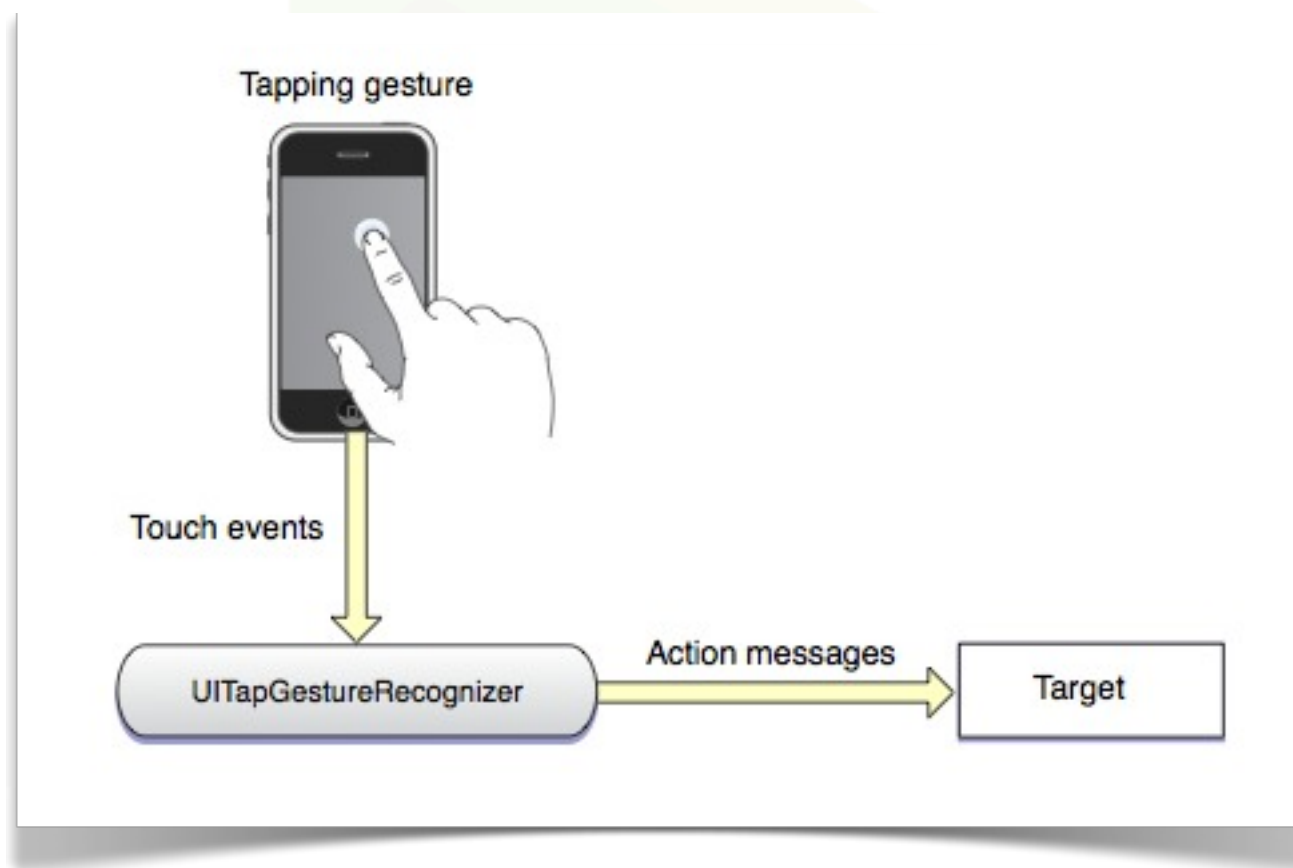 Tapping gesture
Touch events
UITapGestureRecognizer
Action messages
Target